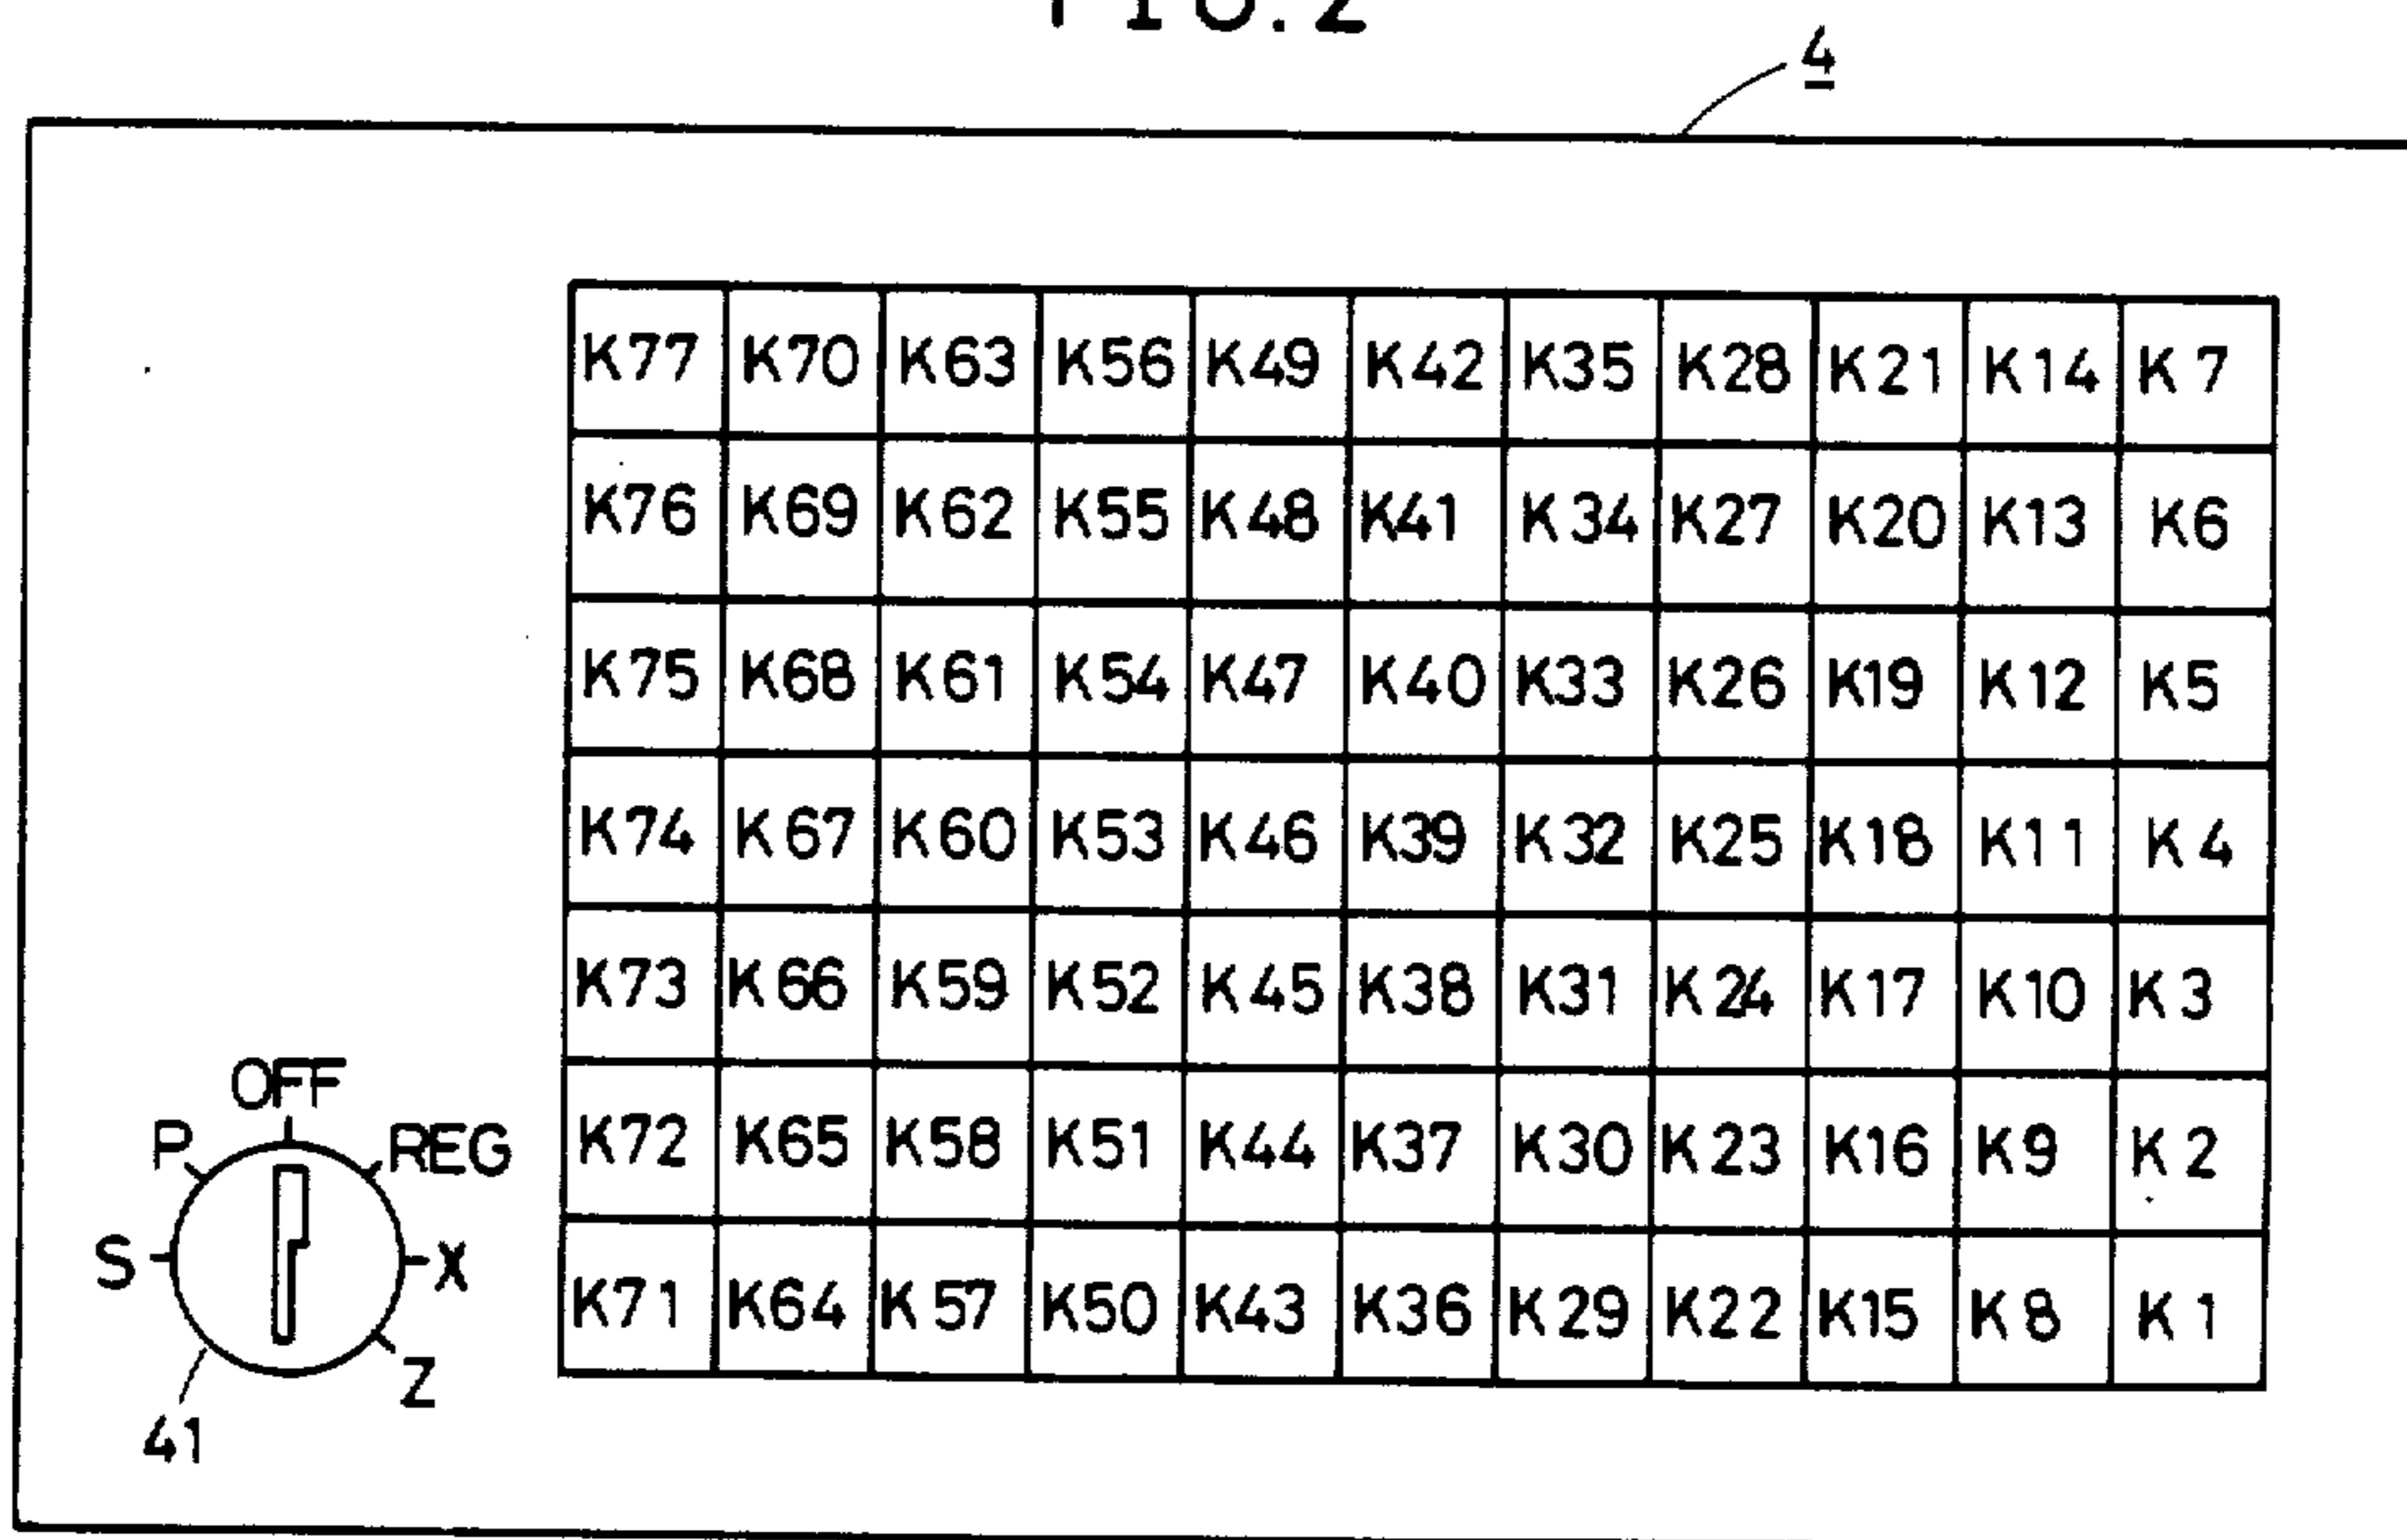 FIG. 2
4
K77 K70 K63 K56 K49 K42 K35 K28 K21 K14 K7
K76 K69 K62 K55 K48 K41 K34 K27 K20 K13 K6
K75 K68 K61 K54 K47 K40 K33 K26 K19 K12 K5
K74 K67 K60 K53 K46 K39 K32 K25 K18 K11 K4
K73 K66 K59 K52 K45 K38 K31 K24 K17 K10 K3
K72 K65 K58 K51 K44 K37 K30 K23 K16 K9 K2
K71 K64 K57 K50 K43 K36 K29 K22 K15 K8 K1
OFF
P
REG
S
X
Z
41